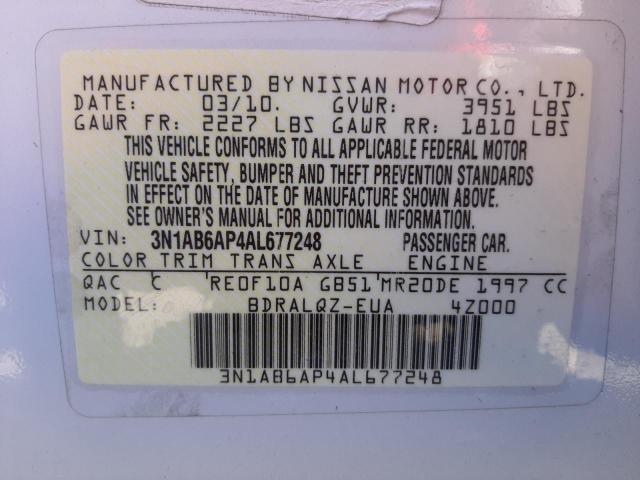 MANUFACTURED BY NISSAN MOTOR CO., LTD.
DATE: 03/10. GVWR: 3951 LBS
GAWR FR: 2227 LBS GAWR RR: 1810 LBS
THIS VEHICLE CONFORMS TO ALL APPLICABLE FEDERAL MOTOR
VEHICLE SAFETY, BUMPER AND THEFT PREVENTION STANDARDS
IN EFFECT ON THE DATE OF MANUFACTURE SHOWN ABOVE.
SEE OWNER'S MANUAL FOR ADDITIONAL INFORMATION
VIN: 3N1AB6AP4AL677248 PASSENGER CAR.
COLOR TRIM TRANS AXLE ENGINE
QAC C RE0F10A GB51 MR20DE 1997 CC
MODEL: BDRALQZ-EUA 4Z000
3N1AB6AP4AL677248